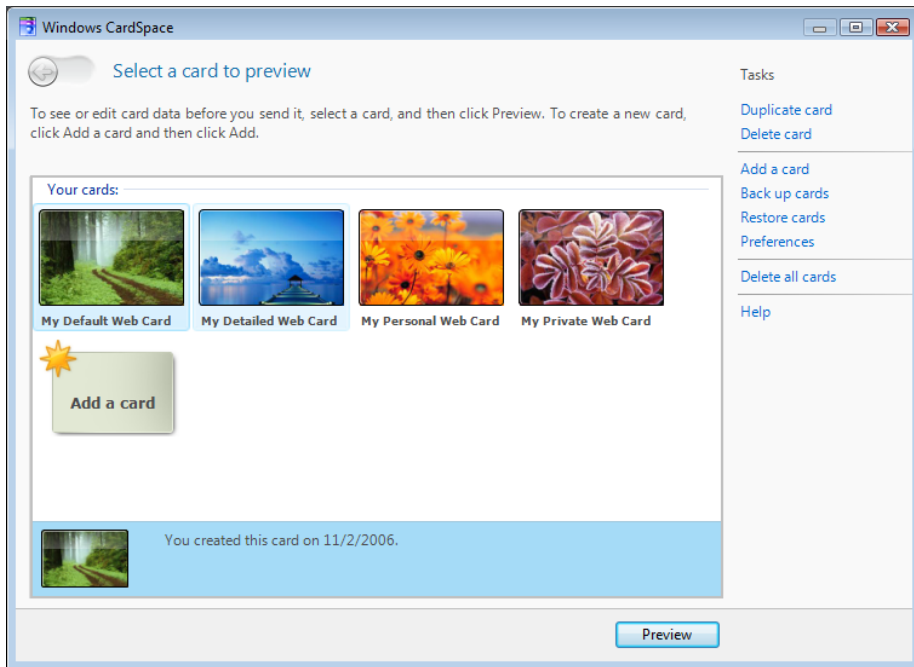 Windows CardSpace
Select a card to preview
To see or edit card data before you send it, select a card, and then click Preview. To create a new card,
click Add a card and then click Add.
Your cards:
My Default Web Card
My Detailed Web Card
My Personal Web Card
My Private Web Card
Add a card
You created this card on 11/2/2006.
Preview
Tasks
Duplicate card
Delete card
Add a card
Back up cards
Restore cards
Preferences
Delete all cards
Help